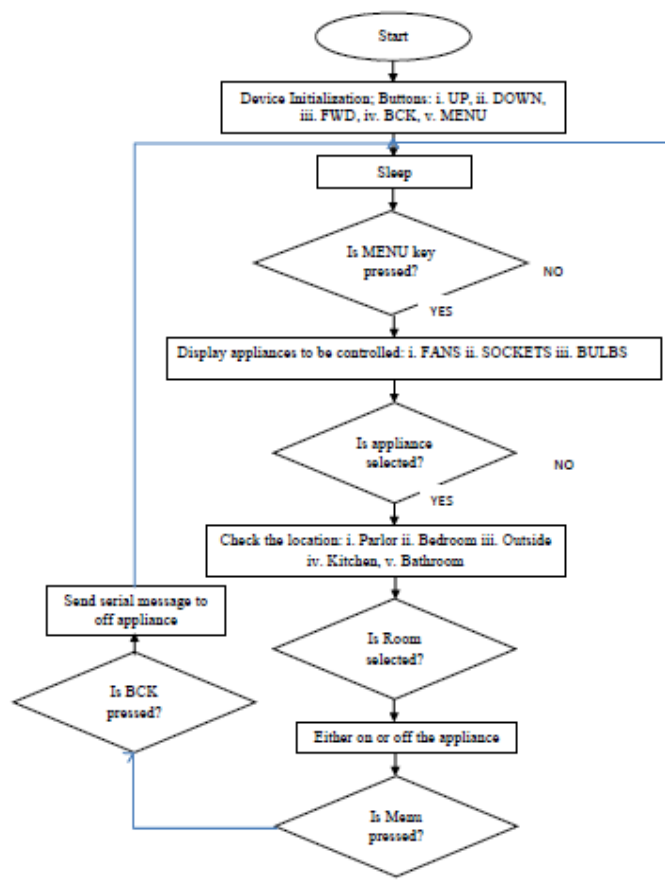 Start
Device Initialization; Buttons: i. UP, ii. DOWN,
iii. FWD, iv. BCK, v. MENU
Sleep
Is MENU key
pressed?
NO
YES
Display appliances to be controlled: i. FANS ii. SOCKETS iii. BULBS
Is appliance
selected?
NO
YES
Check the location: i. Parlor ii. Bedroom iii. Outside
iv. Kitchen, v. Bathroom
Send serial message to
off appliance
Is Room
selected?
Is BCK
pressed?
Either on or off the appliance
Is Menu
pressed?